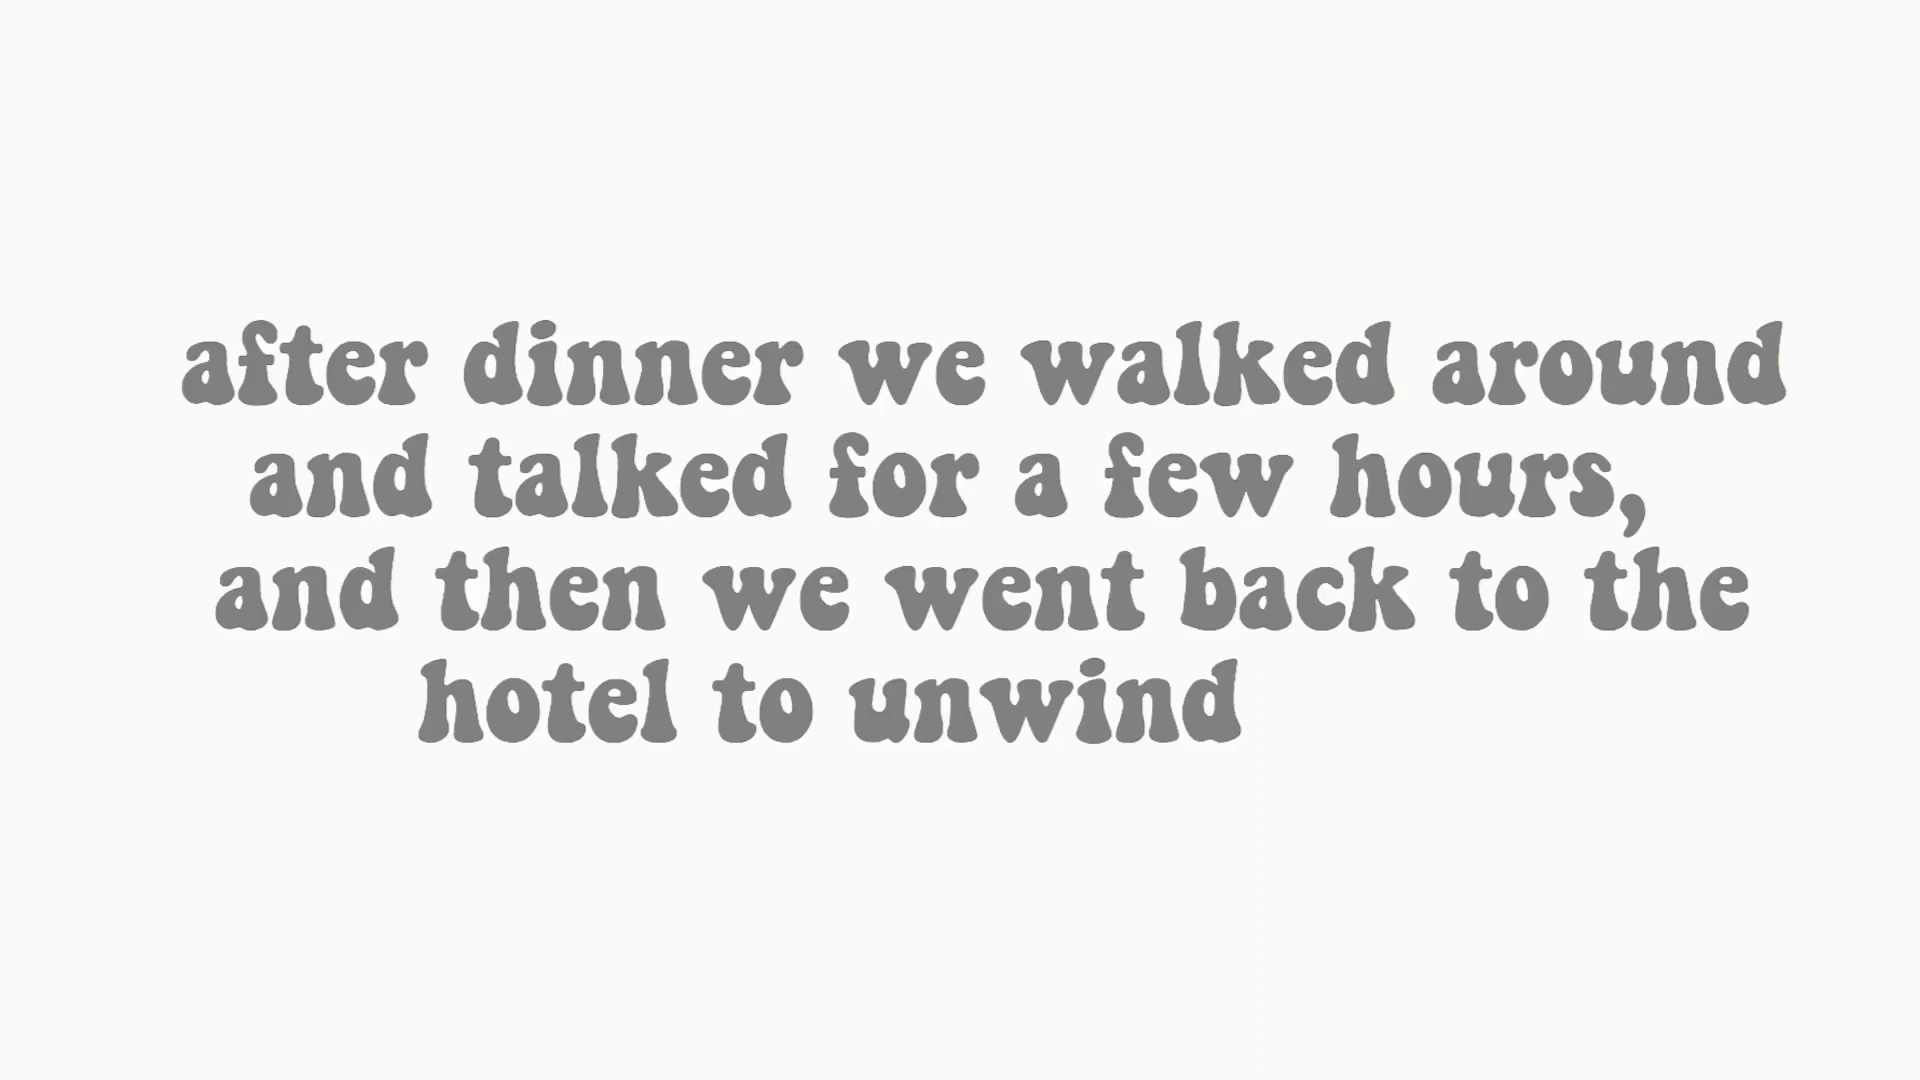 after dinner we walked around
and talked for a few hours,
and then we went back to the
hotel to unwind